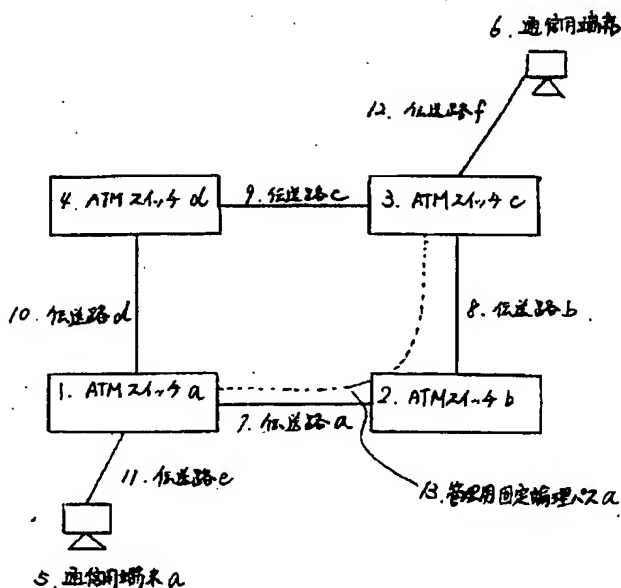 6. 通信用端末
12. 伝送路f
4. ATMスイッチd
9. 伝送路c
3. ATMスイッチc
10. 伝送路d
8. 伝送路b
1. ATMスイッチa
2. ATMスイッチb
7. 伝送路a
11. 伝送路e
13. 管理用固定論理パスa
5. 通信用端末a